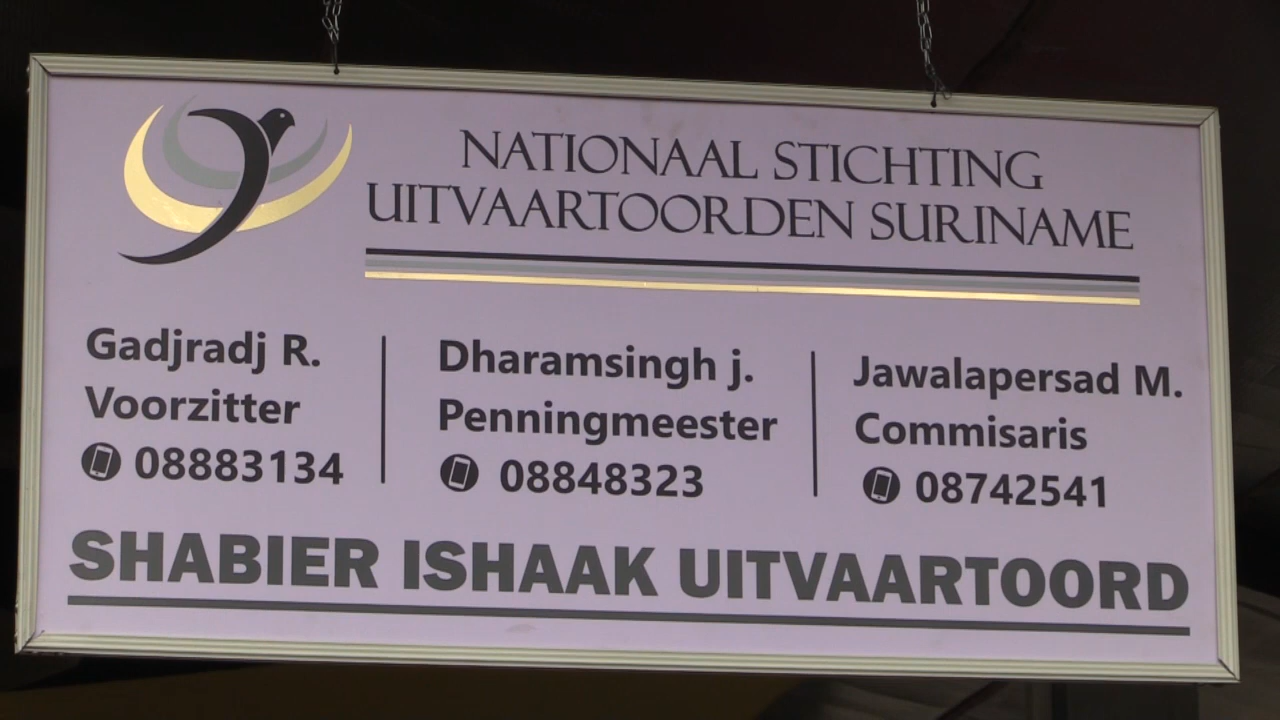 NATIONAAL STICHTING
UITVAARTOORDEN SURINAME
Gadjradj R.
Voorzitter
08883134
Dharamsingh j.
Penningmeester
08848323
Jawalapersad M.
Commisaris
08742541
SHABIER ISHAAK UITVAARTOORD